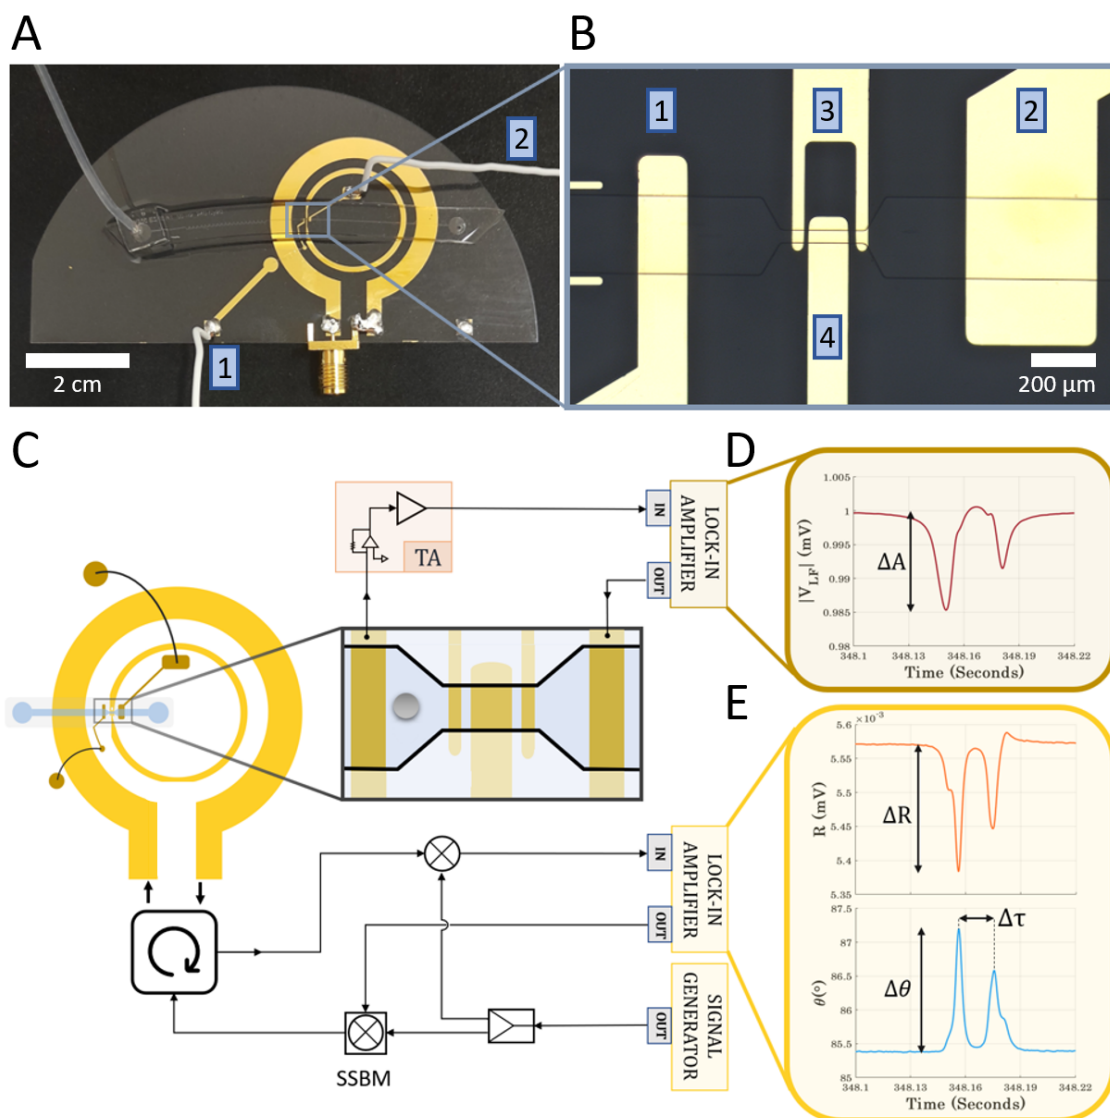 A
B
2
1
2 cm
1
3
2
4
200 μm
C
D
E
TA
IN
OUT
LOCK-IN
AMPLIFIER
1.005
1
0.995
0.99
0.985
0.98
|V_LF| (mV)
ΔA
348.1
348.13
348.16
348.19
348.22
Time (Seconds)
×10⁻³
5.6
5.55
5.5
5.45
5.4
5.35
R (mV)
ΔR
87.5
87
86.5
86
85.5
85
θ(°)
Δθ
Δτ
348.1
348.13
348.16
348.19
348.22
Time (Seconds)
IN
OUT
LOCK-IN
AMPLIFIER
OUT
SIGNAL
GENERATOR
SSBM